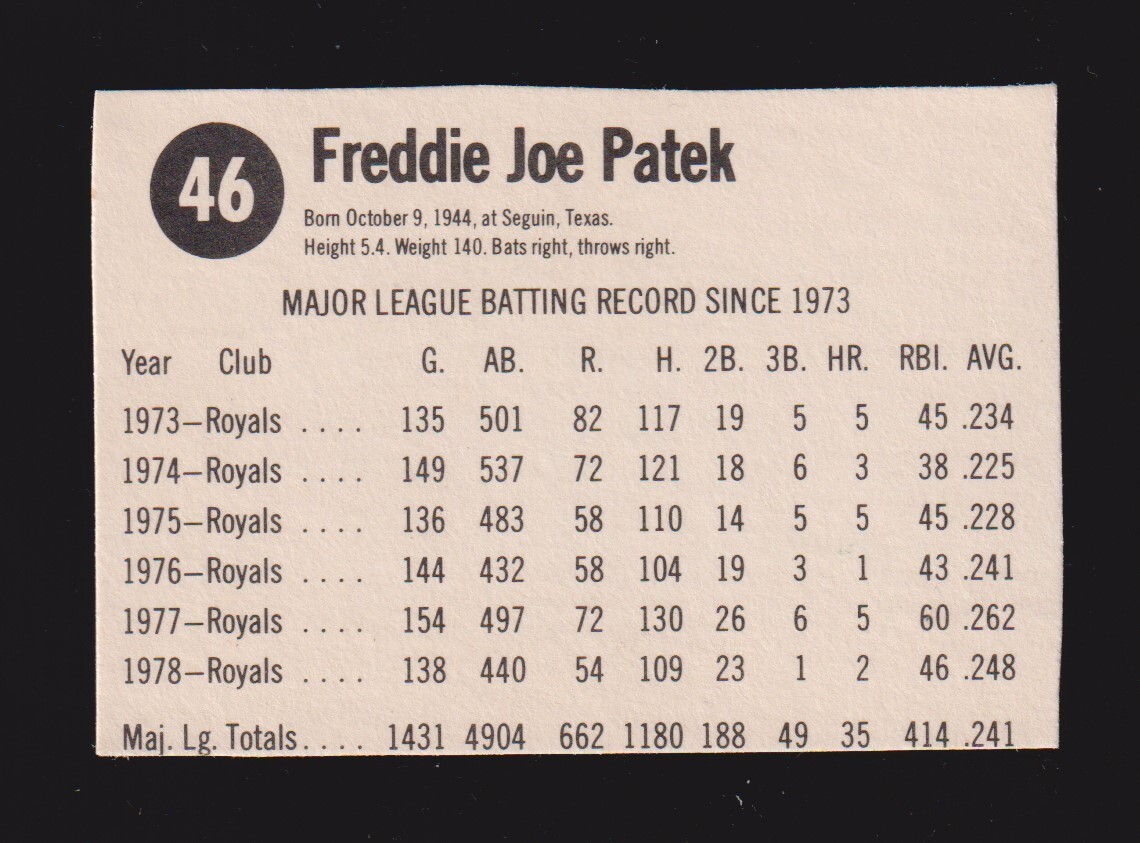 46
Freddie Joe Patek
Born October 9, 1944, at Seguin, Texas.
Height 5.4. Weight 140. Bats right, throws right.
MAJOR LEAGUE BATTING RECORD SINCE 1973
Year Club G. AB. R. H. 2B. 3B. HR. RBI. AVG.
1973—Royals .... 135 501 82 117 19 5 5 45 .234
1974—Royals .... 149 537 72 121 18 6 3 38 .225
1975—Royals .... 136 483 58 110 14 5 5 45 .228
1976—Royals .... 144 432 58 104 19 3 1 43 .241
1977—Royals .... 154 497 72 130 26 6 5 60 .262
1978—Royals .... 138 440 54 109 23 1 2 46 .248
Maj. Lg. Totals.... 1431 4904 662 1180 188 49 35 414 .241